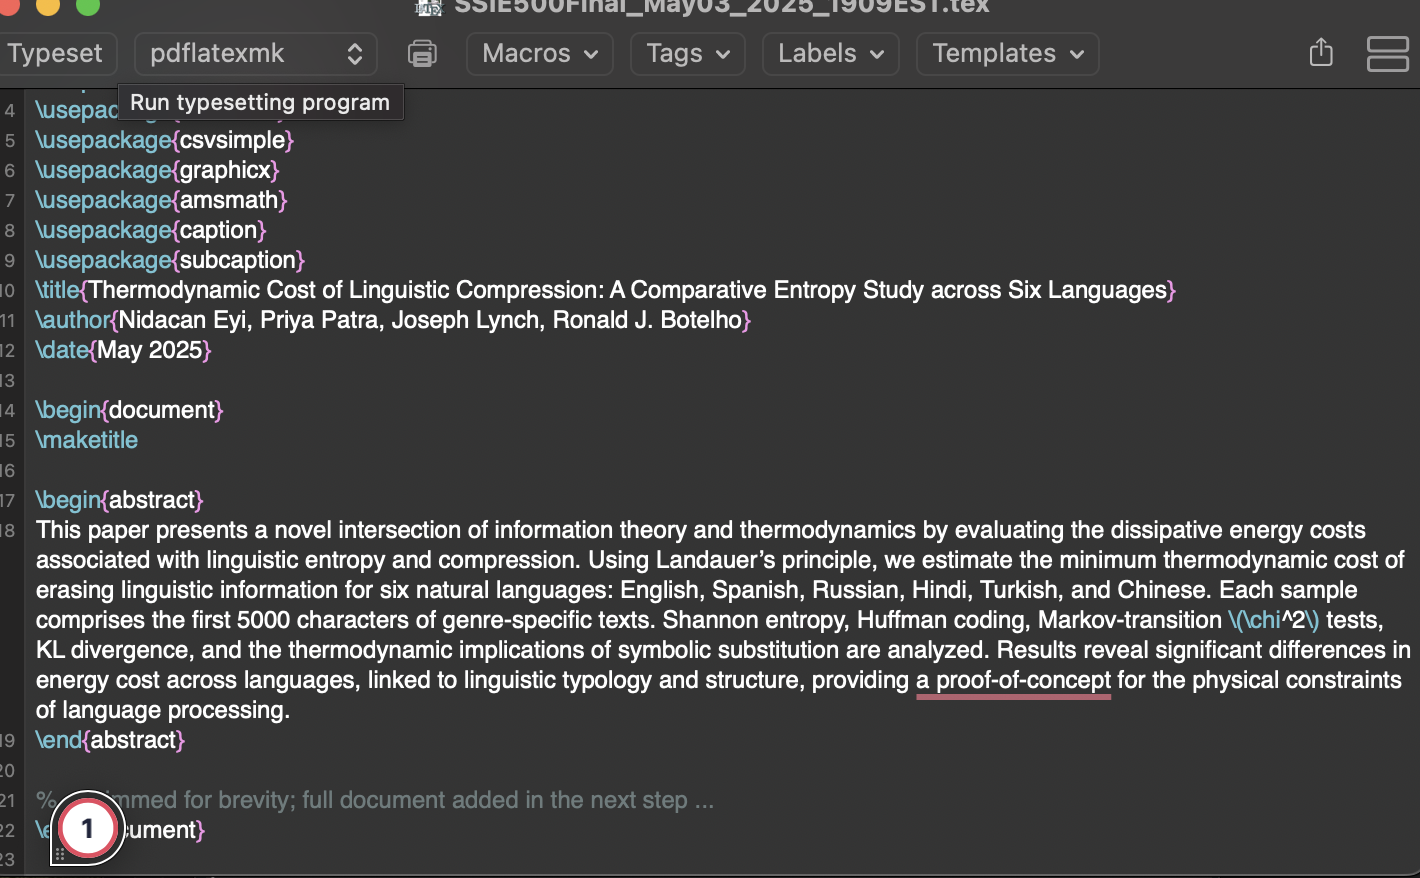 SSIE500Final_May03_2025_1909EST.tex
Typeset pdflatexmk Macros Tags Labels Templates
Run typesetting program
4 \usepac
5 \usepackage{csvsimple}
6 \usepackage{graphicx}
7 \usepackage{amsmath}
8 \usepackage{caption}
9 \usepackage{subcaption}
10 \title{Thermodynamic Cost of Linguistic Compression: A Comparative Entropy Study across Six Languages}
11 \author{Nidacan Eyi, Priya Patra, Joseph Lynch, Ronald J. Botelho}
12 \date{May 2025}
13
14 \begin{document}
15 \maketitle
16
17 \begin{abstract}
18 This paper presents a novel intersection of information theory and thermodynamics by evaluating the dissipative energy costs
associated with linguistic entropy and compression. Using Landauer’s principle, we estimate the minimum thermodynamic cost of
erasing linguistic information for six natural languages: English, Spanish, Russian, Hindi, Turkish, and Chinese. Each sample
comprises the first 5000 characters of genre-specific texts. Shannon entropy, Huffman coding, Markov-transition \(\chi^2\) tests,
KL divergence, and the thermodynamic implications of symbolic substitution are analyzed. Results reveal significant differences in
energy cost across languages, linked to linguistic typology and structure, providing a proof-of-concept for the physical constraints
of language processing.
19 \end{abstract}
20
21 % mmed for brevity; full document added in the next step ...
22 \e cument}
23
1